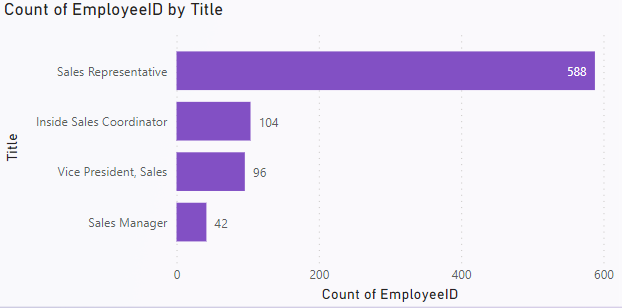 Count of EmployeeID by Title
Sales Representative 588
Inside Sales Coordinator 104
Vice President, Sales 96
Sales Manager 42
Title
0 200 400 600
Count of EmployeeID